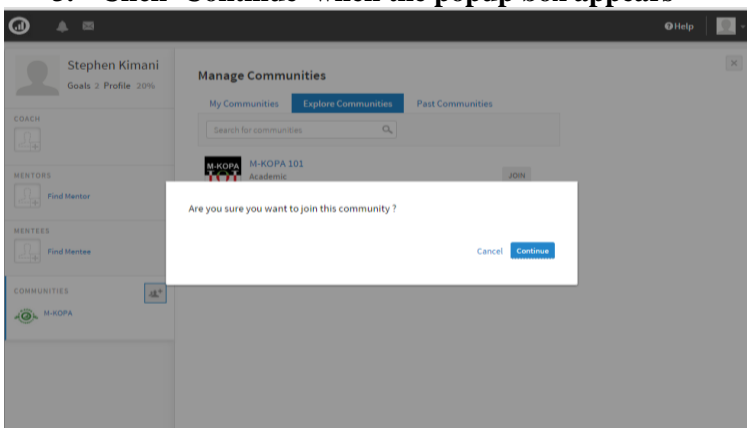 Click "Continue" when the popup box appears
Help
Stephen Kimani
Goals 2 Profile 20%
Manage Communities
My Communities Explore Communities Past Communities
Search for communities
COACH
M-KOPA
101
M-KOPA 101
Academic
JOIN
MENTORS
Find Mentor
Are you sure you want to join this community ?
Cancel Continue
MENTEES
Find Mentee
COMMUNITIES
M-KOPA